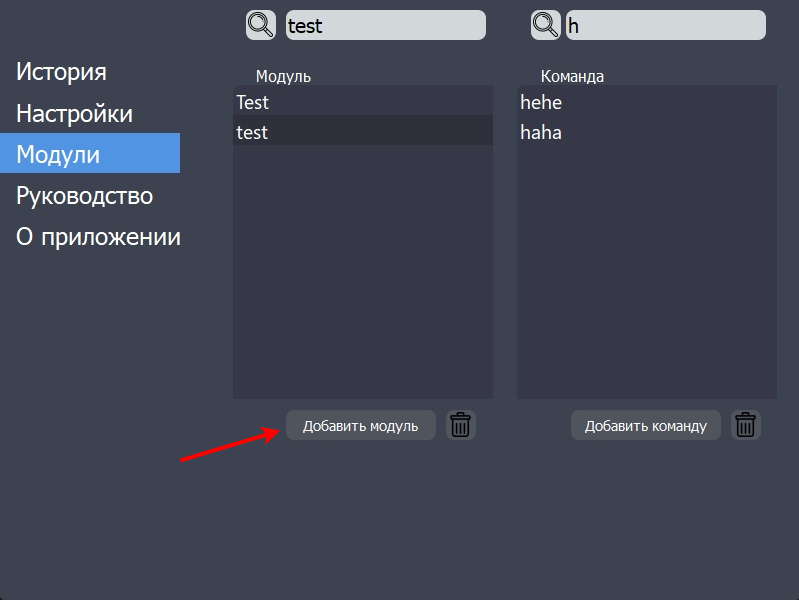 test
h
История
Настройки
Модули
Руководство
О приложении
Модуль
Test
test
Команда
hehe
haha
Добавить модуль
Добавить команду